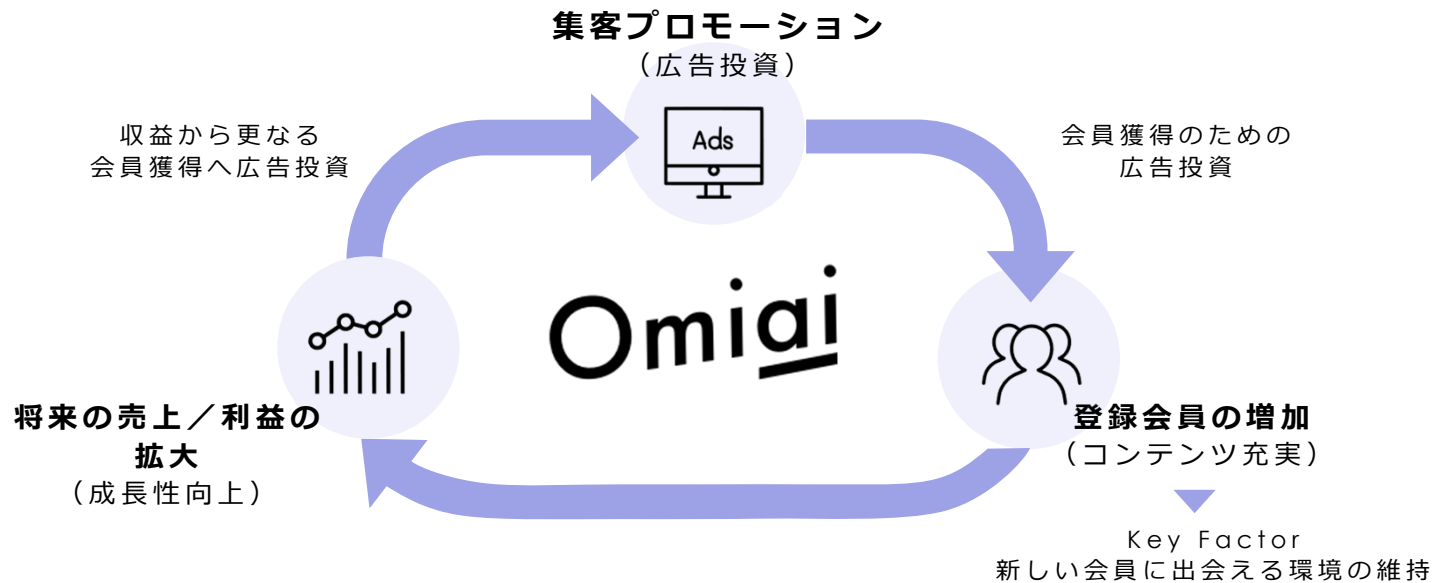 集客プロモーション
（広告投資）
収益から更なる
会員獲得へ広告投資
Ads
会員獲得のための
広告投資
Omiai
将来の売上／利益の
拡大
（成長性向上）
登録会員の増加
（コンテンツ充実）
Key Factor
新しい会員に出会える環境の維持